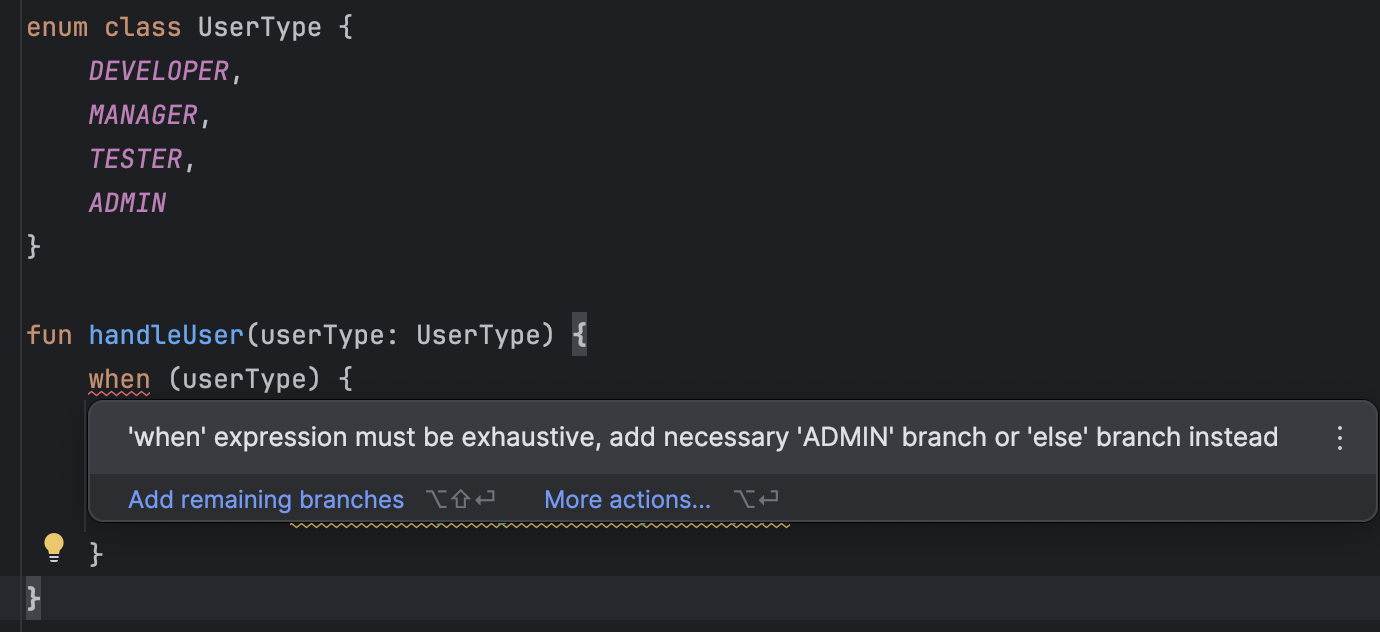 enum class UserType {
DEVELOPER,
MANAGER,
TESTER,
ADMIN
}
fun handleUser(userType: UserType) {
when (userType) {
'when' expression must be exhaustive, add necessary 'ADMIN' branch or 'else' branch instead
Add remaining branches ⌥⇧⏎ More actions... ⌥⏎
}
}